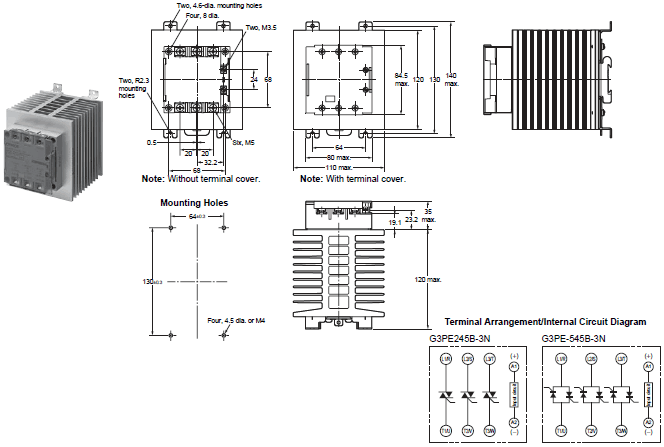 Two, 4.6-dia. mounting holes
Four, 8 dia.
Two, M3.5
Two, R2.3
mounting
holes
24
68
0.5
20
20
Six, M5
32.2
68
Note: Without terminal cover.
84.5
max.
120
130
140
max.
64
80 max.
110 max.
Note: With terminal cover.
Mounting Holes
64±0.3
130±0.3
Four, 4.5 dia. or M4
19.1
23.2
35
max.
120 max.
Terminal Arrangement/Internal Circuit Diagram
G3PE245B-3N
L1/R
L2/S
L3/T
(+)
A1
Input circuit
T1/U
T2/V
T3/W
A2
(−)
G3PE-545B-3N
L1/R
L2/S
L3/T
(+)
A1
Input circuit
T1/U
T2/V
T3/W
A2
(−)